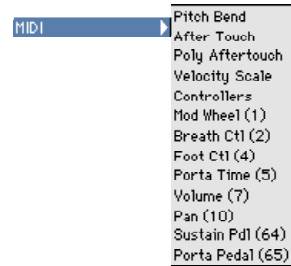 MIDI
Pitch Bend
After Touch
Poly Aftertouch
Velocity Scale
Controllers
Mod Wheel (1)
Breath Ctl (2)
Foot Ctl (4)
Porta Time (5)
Volume (7)
Pan (10)
Sustain Pdl (64)
Porta Pedal (65)